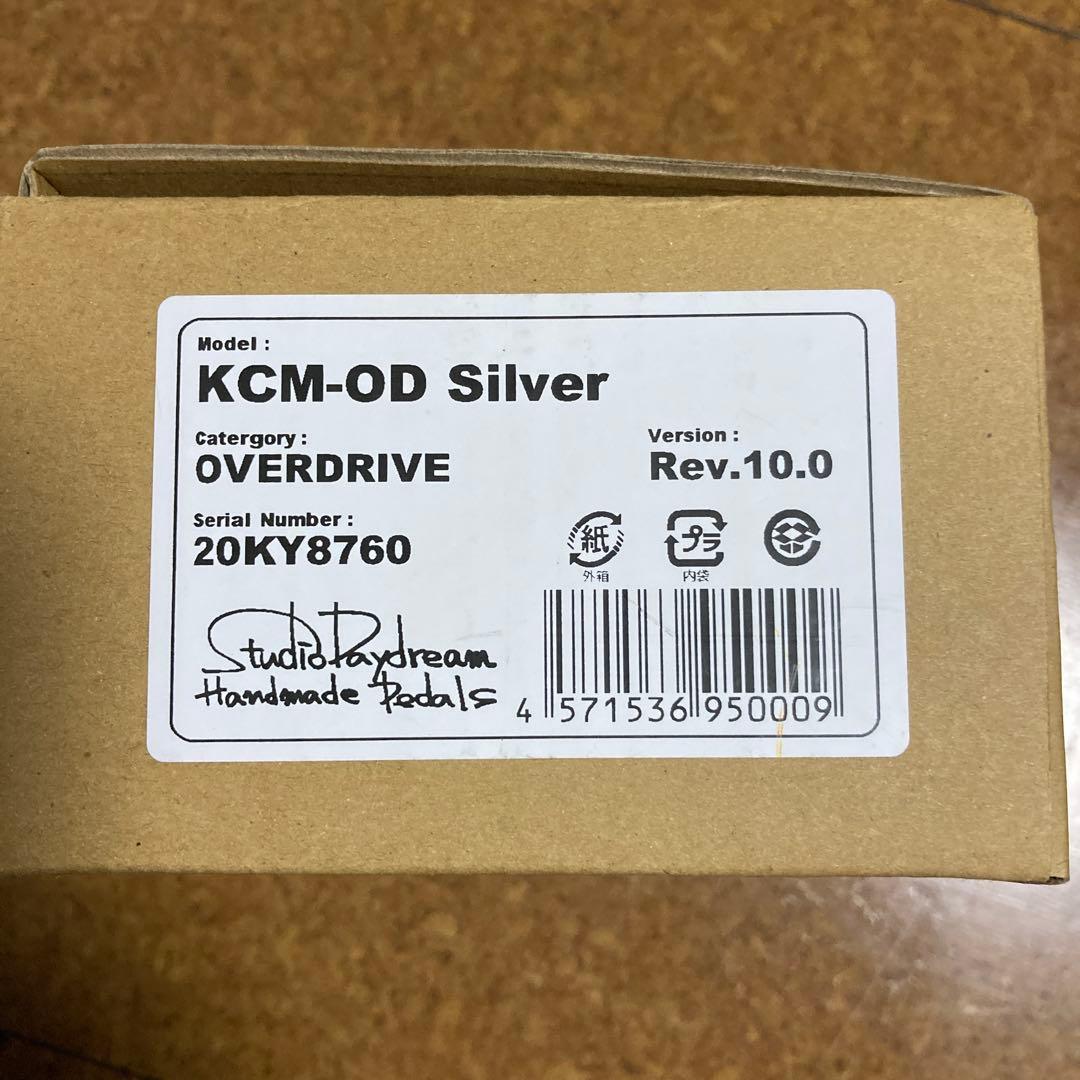 Model :
KCM-OD Silver
Catergory :
OVERDRIVE
Version :
Rev.10.0
Serial Number :
20KY8760
紙
外箱
プラ
内袋
Studio Daydream
Handmade Pedals
4 571536 950009